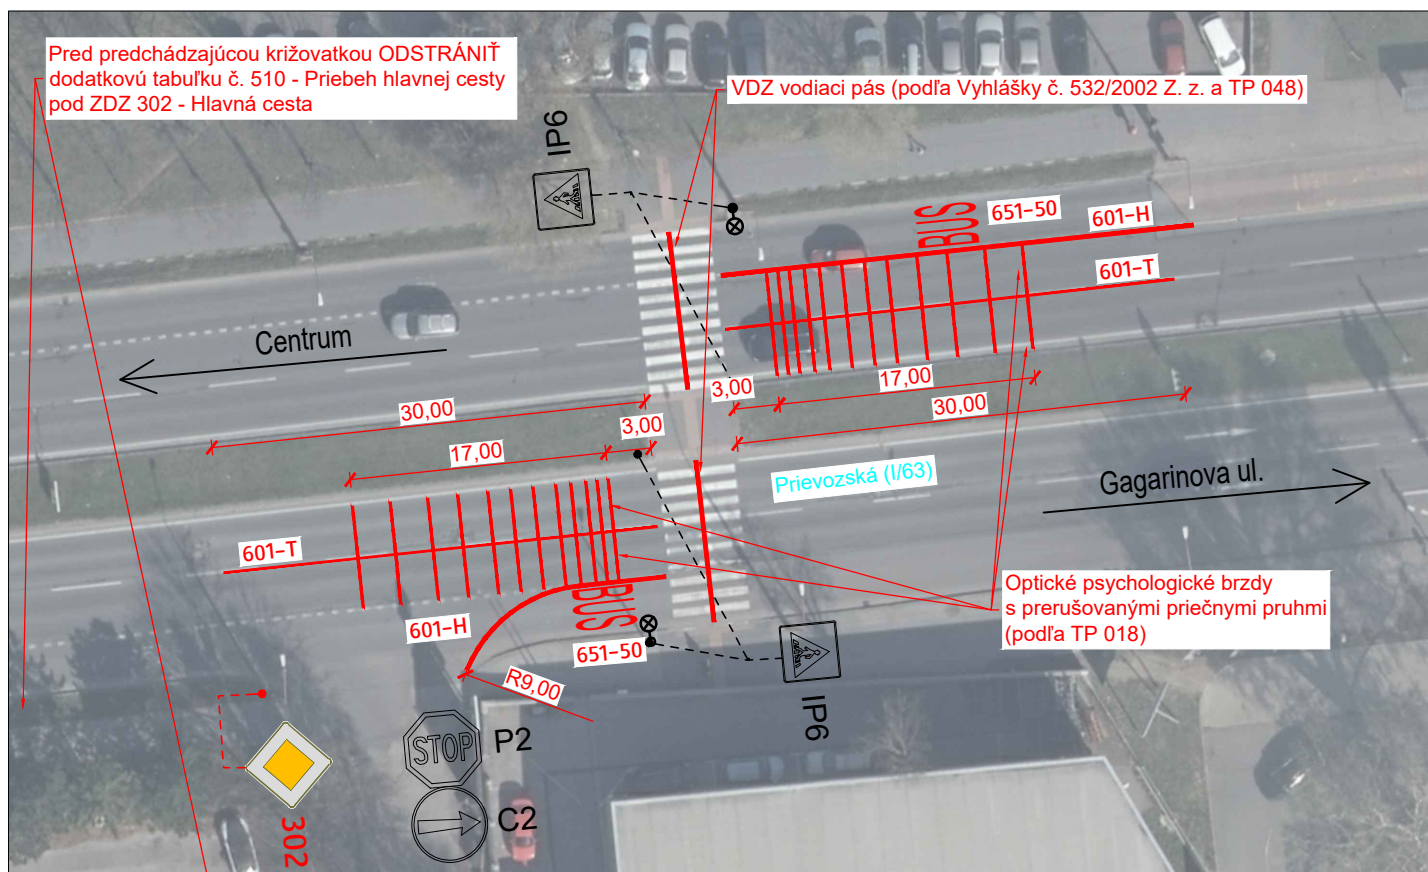 Pred predchádzajúcou križovatkou ODSTRÁNIŤ
dodatkovú tabuľku č. 510 - Priebeh hlavnej cesty
pod ZDZ 302 - Hlavná cesta
VDZ vodiaci pás (podľa Vyhlášky č. 532/2002 Z. z. a TP 048)
IP6
BUS
651-50
601-H
601-T
Centrum
30,00
3,00
17,00
30,00
3,00
17,00
Prievozská (I/63)
Gagarinova ul.
601-T
601-H
BUS
651-50
R9,00
Optické psychologické brzdy
s prerušovanými priečnymi pruhmi
(podľa TP 018)
IP6
STOP
P2
C2
302